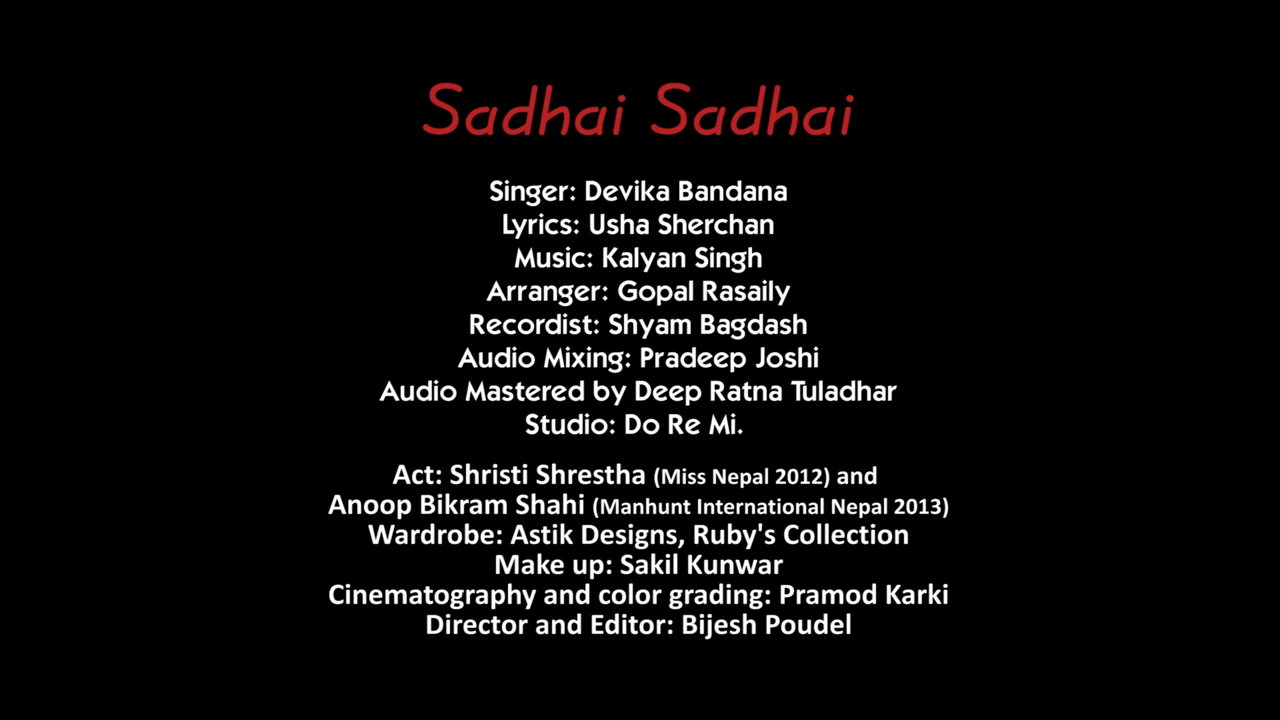 Sadhai Sadhai
Singer: Devika Bandana
Lyrics: Usha Sherchan
Music: Kalyan Singh
Arranger: Gopal Rasaily
Recordist: Shyam Bagdash
Audio Mixing: Pradeep Joshi
Audio Mastered by Deep Ratna Tuladhar
Studio: Do Re Mi.
Act: Shristi Shrestha (Miss Nepal 2012) and
Anoop Bikram Shahi (Manhunt International Nepal 2013)
Wardrobe: Astik Designs, Ruby's Collection
Make up: Sakil Kunwar
Cinematography and color grading: Pramod Karki
Director and Editor: Bijesh Poudel